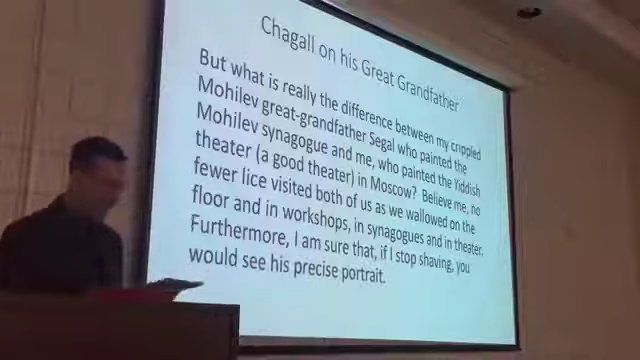 Chagall on his Great Grandfather
But what is really the difference between my crippled
Mohilev great-grandfather Segal who painted the
Mohilev synagogue and me, who painted the Yiddish
theater (a good theater) in Moscow? Believe me, no
fewer lice visited both of us as we wallowed on the
floor and in workshops, in synagogues and in theater.
Furthermore, I am sure that, if I stop shaving, you
would see his precise portrait.